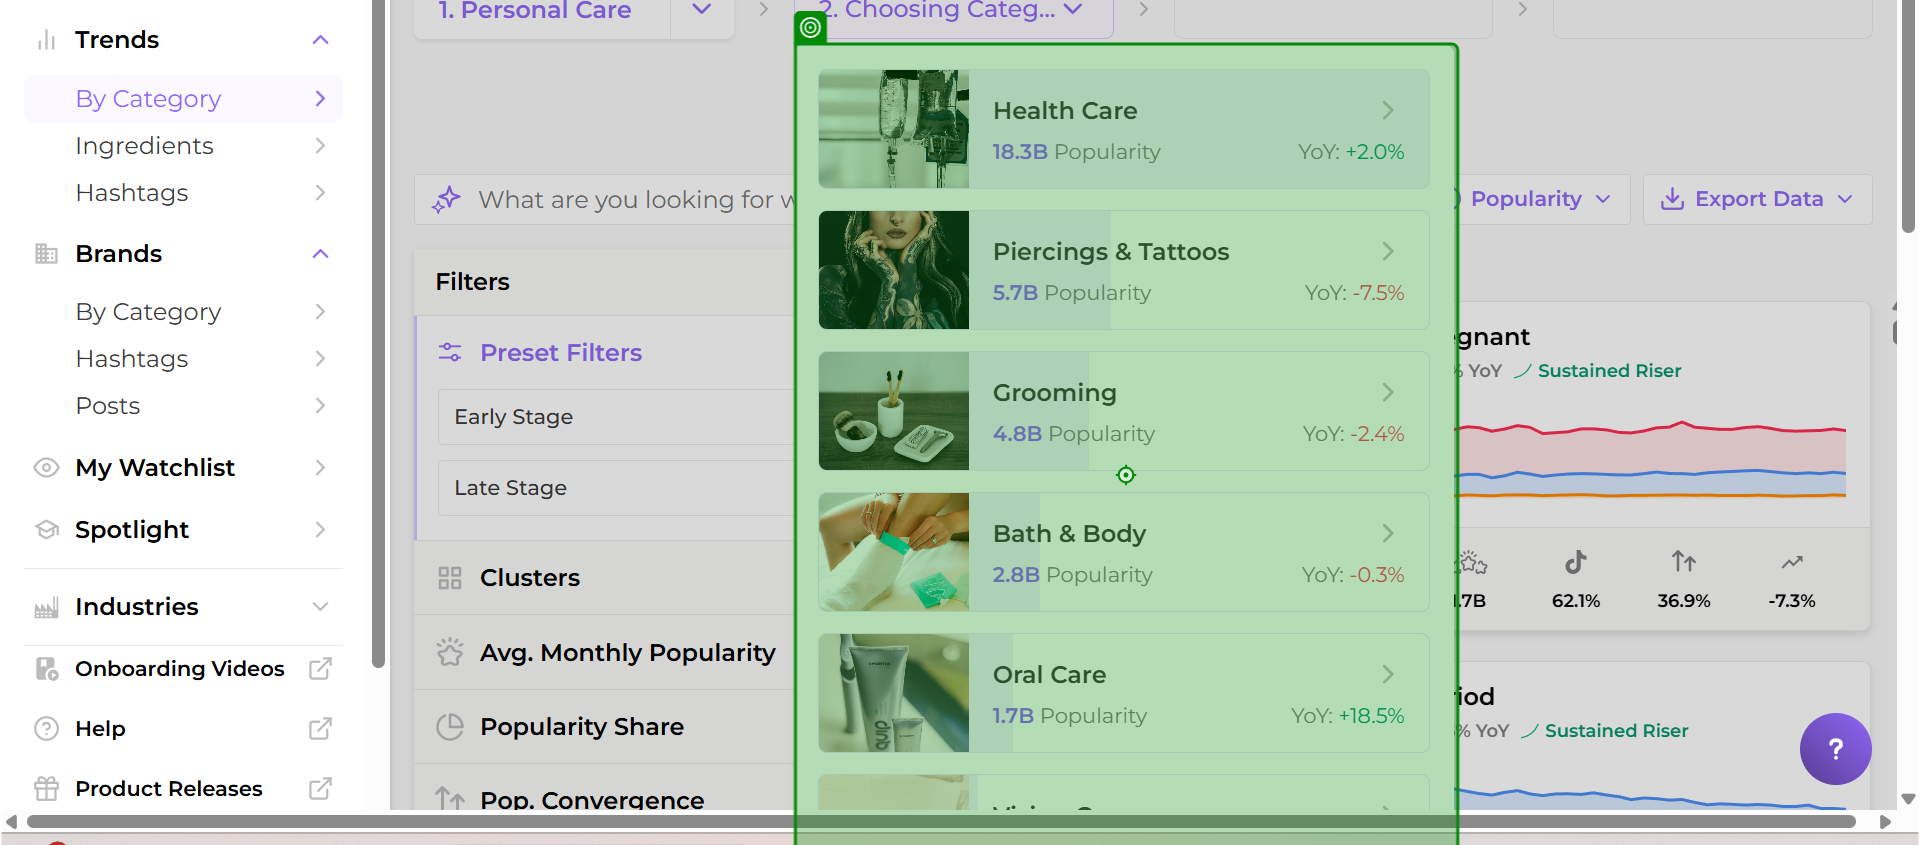 Trends
By Category
Ingredients
Hashtags
Brands
By Category
Hashtags
Posts
My Watchlist
Spotlight
Industries
Onboarding Videos
Help
Product Releases
1. Personal Care
2. Choosing Categ...
What are you looking for w
Popularity
Export Data
Filters
Preset Filters
Early Stage
Late Stage
Clusters
Avg. Monthly Popularity
Popularity Share
Pop. Convergence
Health Care
18.3B Popularity
YoY: +2.0%
Piercings & Tattoos
5.7B Popularity
YoY: -7.5%
Grooming
4.8B Popularity
YoY: -2.4%
Bath & Body
2.8B Popularity
YoY: -0.3%
Oral Care
1.7B Popularity
YoY: +18.5%
gnant
% YoY
Sustained Riser
.7B
62.1%
36.9%
-7.3%
iod
% YoY
Sustained Riser
?